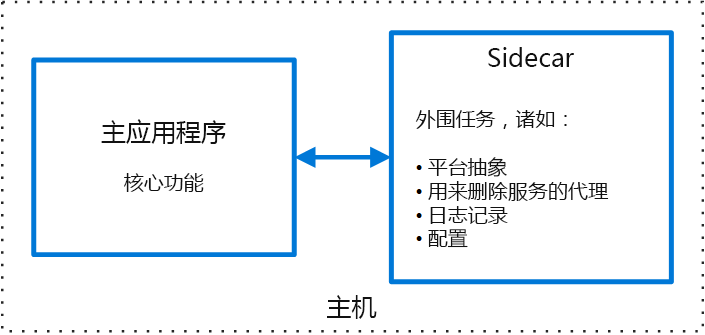 主应用程序
核心功能
Sidecar
外围任务，诸如：
• 平台抽象
• 用来删除服务的代理
• 日志记录
• 配置
主机